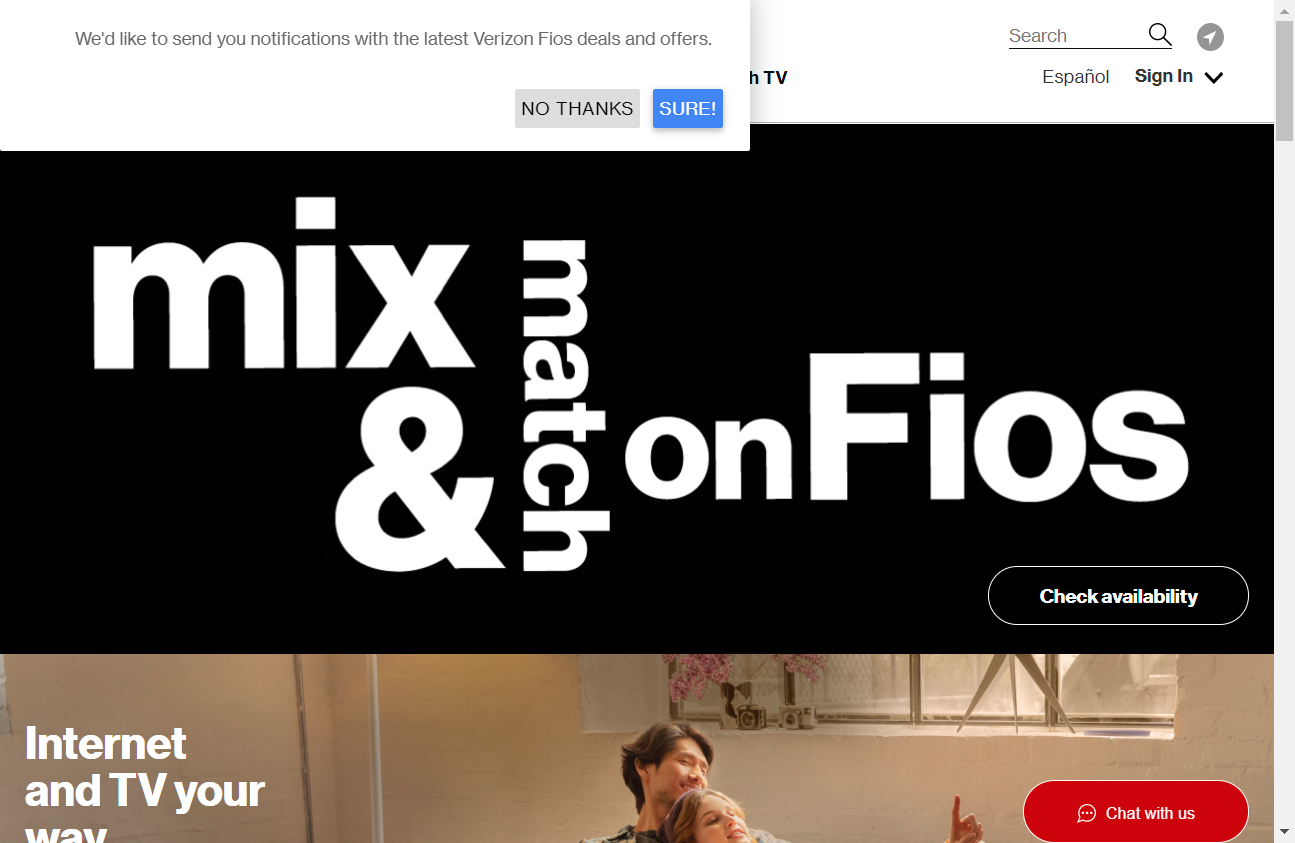 We'd like to send you notifications with the latest Verizon Fios deals and offers.
NO THANKS SURE!
Search
h TV
Español Sign In
mix
&
match
on Fios
Check availability
Internet
and TV your
way
Chat with us